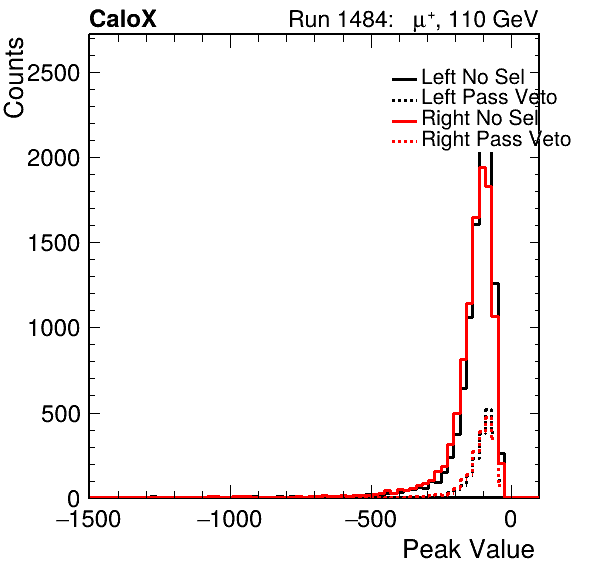 CaloX Run 1484: μ⁺, 110 GeV
Counts
2500
2000
1500
1000
500
0
Left No Sel
Left Pass Veto
Right No Sel
Right Pass Veto
−1500 −1000 −500 0
Peak Value